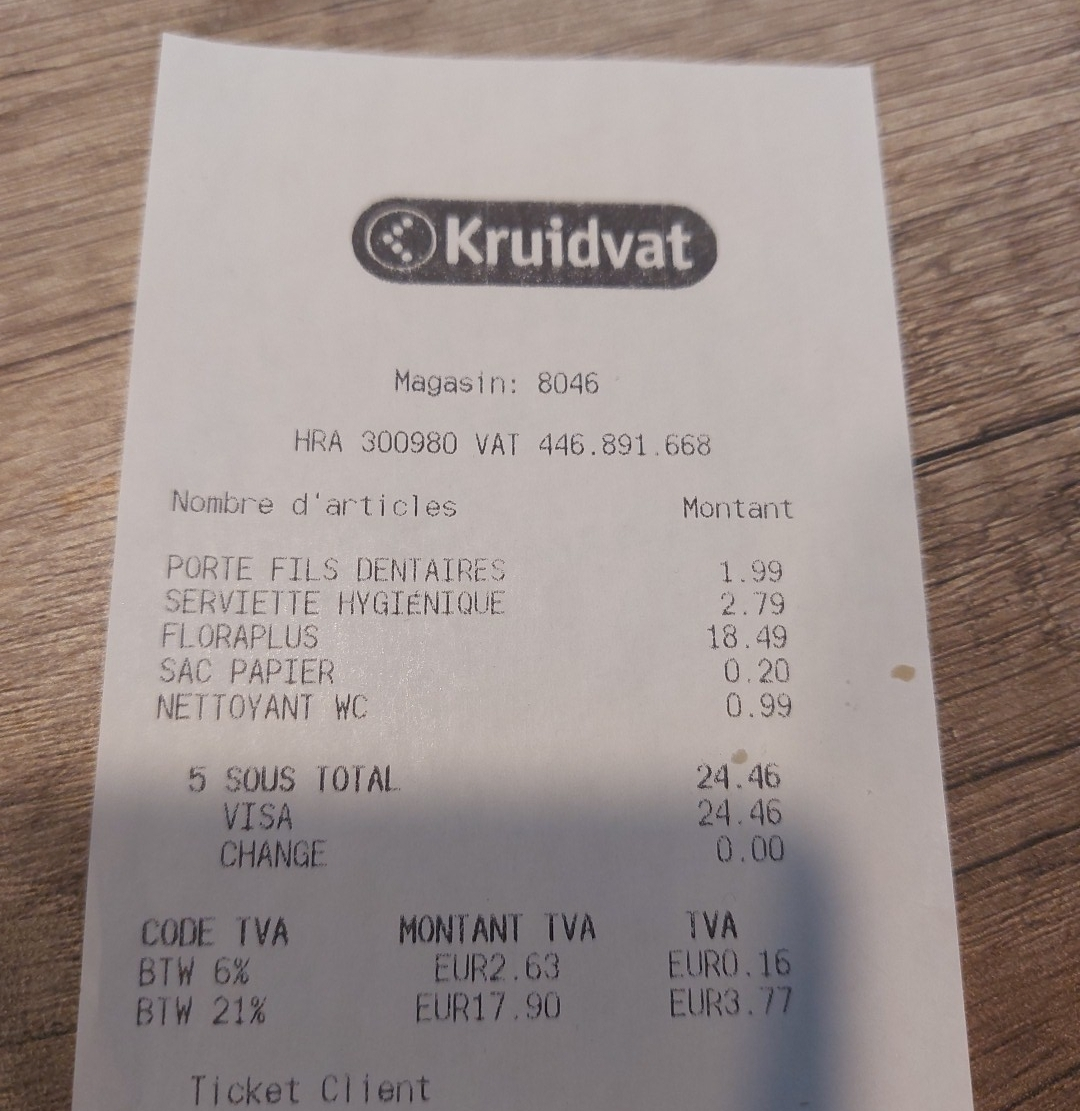 Kruidvat
Magasin: 8046
HRA 300980 VAT 446.891.668
Nombre d'articles Montant
PORTE FILS DENTAIRES 1.99
SERVIETTE HYGIÉNIQUE 2.79
FLORAPLUS 18.49
SAC PAPIER 0.20
NETTOYANT WC 0.99
5 SOUS TOTAL 24.46
VISA 24.46
CHANGE 0.00
CODE TVA MONTANT TVA TVA
BTW 6% EUR2.63 EUR0.16
BTW 21% EUR17.90 EUR3.77
Ticket Client